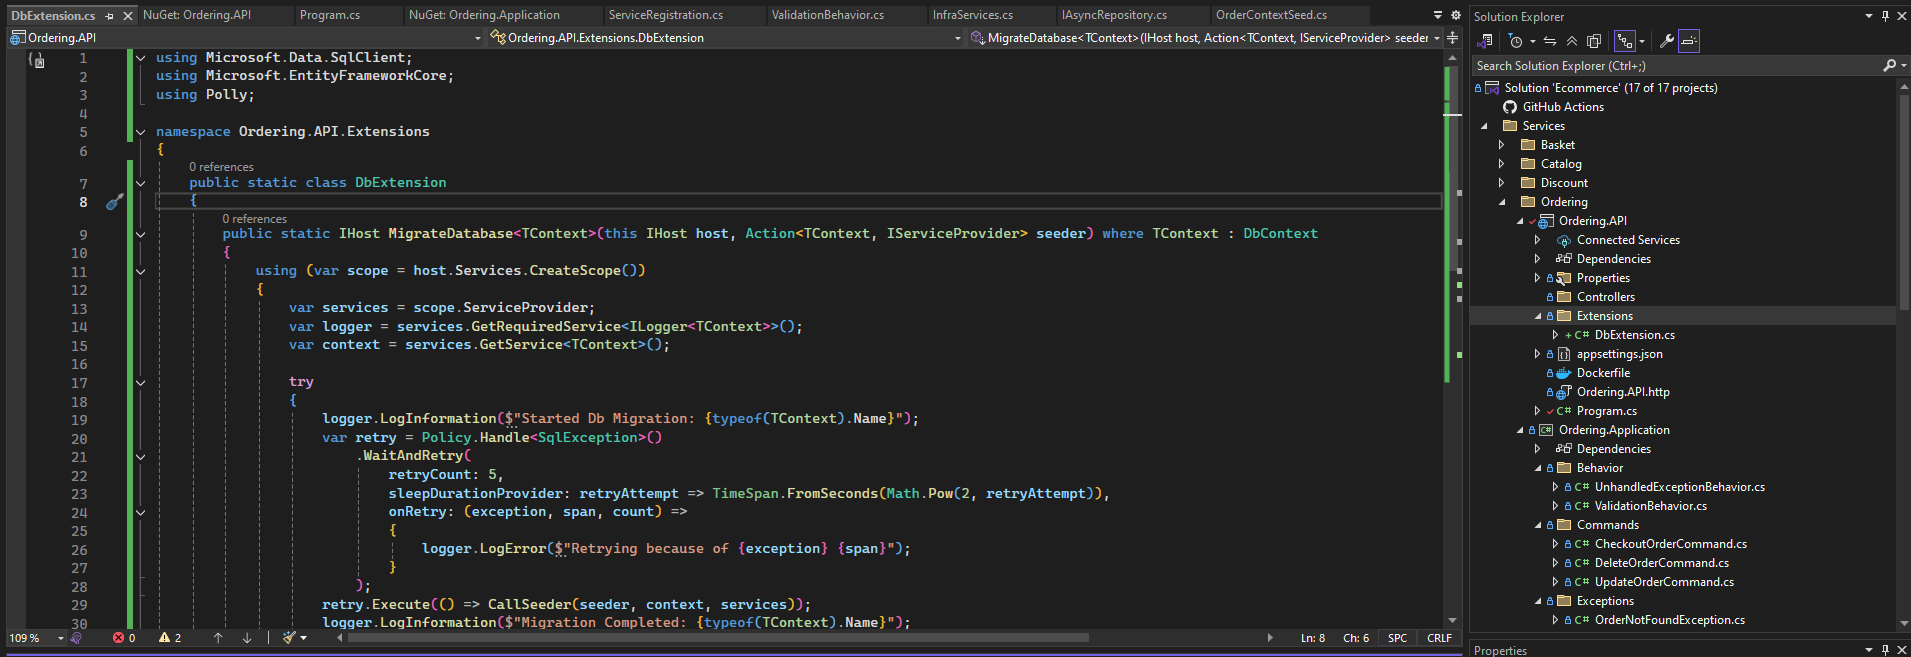 DbExtension.cs
NuGet: Ordering.API
Program.cs
NuGet: Ordering.Application
ServiceRegistration.cs
ValidationBehavior.cs
InfraServices.cs
IAsyncRepository.cs
OrderContextSeed.cs
Ordering.API
Ordering.API.Extensions.DbExtension
MigrateDatabase<TContext>(IHost host, Action<TContext, IServiceProvider> seeder)
1 using Microsoft.Data.SqlClient;
2 using Microsoft.EntityFrameworkCore;
3 using Polly;
4
5 namespace Ordering.API.Extensions
6 {
0 references
7 public static class DbExtension
8 {
0 references
9 public static IHost MigrateDatabase<TContext>(this IHost host, Action<TContext, IServiceProvider> seeder) where TContext : DbContext
10 {
11 using (var scope = host.Services.CreateScope())
12 {
13 var services = scope.ServiceProvider;
14 var logger = services.GetRequiredService<ILogger<TContext>>();
15 var context = services.GetService<TContext>();
16
17 try
18 {
19 logger.LogInformation($"Started Db Migration: {typeof(TContext).Name}");
20 var retry = Policy.Handle<SqlException>()
21 .WaitAndRetry(
22 retryCount: 5,
23 sleepDurationProvider: retryAttempt => TimeSpan.FromSeconds(Math.Pow(2, retryAttempt)),
24 onRetry: (exception, span, count) =>
25 {
26 logger.LogError($"Retrying because of {exception} {span}");
27 }
28 );
29 retry.Execute(() => CallSeeder(seeder, context, services));
30 logger.LogInformation($"Migration Completed: {typeof(TContext).Name}");
109 %
0
2
Ln: 8
Ch: 6
SPC
CRLF
Solution Explorer
Search Solution Explorer (Ctrl+;)
Solution 'Ecommerce' (17 of 17 projects)
GitHub Actions
Services
Basket
Catalog
Discount
Ordering
Ordering.API
Connected Services
Dependencies
Properties
Controllers
Extensions
+ C# DbExtension.cs
appsettings.json
Dockerfile
Ordering.API.http
C# Program.cs
C# Ordering.Application
Dependencies
Behavior
C# UnhandledExceptionBehavior.cs
C# ValidationBehavior.cs
Commands
C# CheckoutOrderCommand.cs
C# DeleteOrderCommand.cs
C# UpdateOrderCommand.cs
Exceptions
C# OrderNotFoundException.cs
Properties